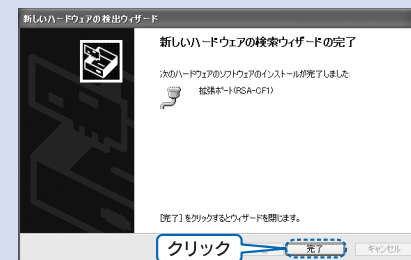 新しいハードウェアの検出ウィザード
新しいハードウェアの検索ウィザードの完了
次のハードウェアのソフトウェアのインストールが完了しました:
拡張ポート(RSA-CF1)
[完了] をクリックするとウィザードを閉じます。
クリック
完了
キャンセル